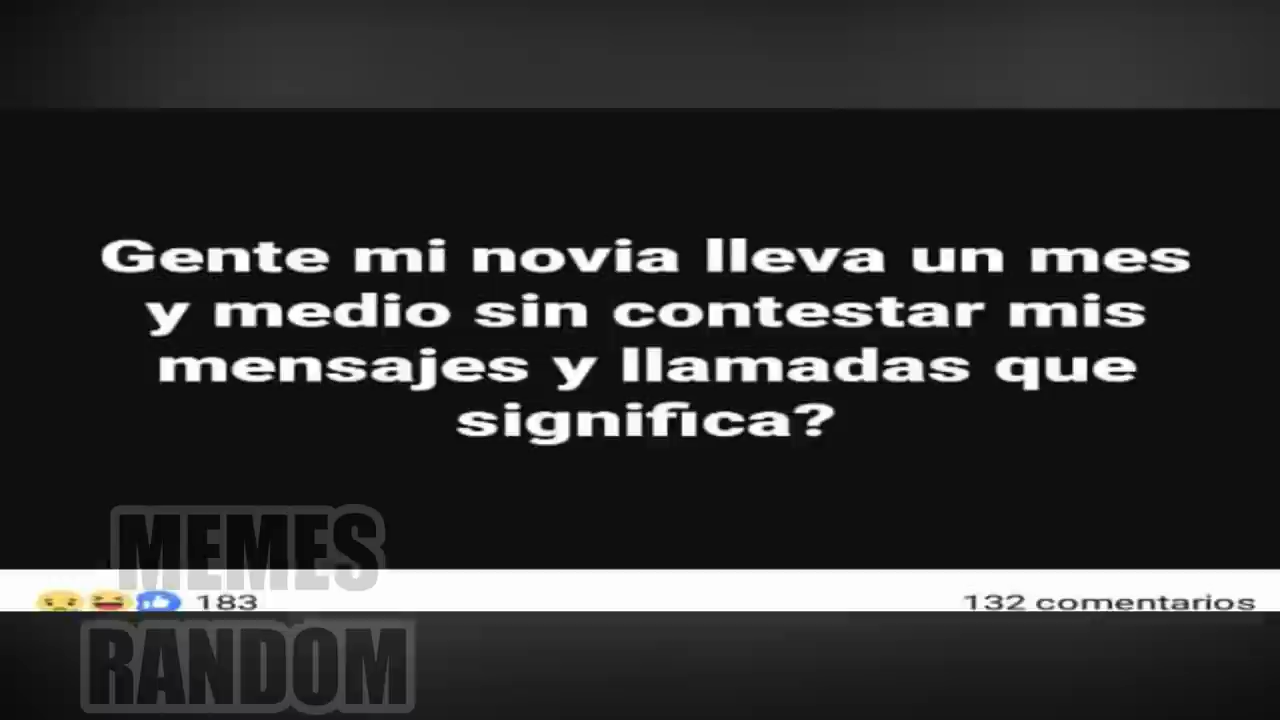 Gente mi novia lleva un mes
y medio sin contestar mis
mensajes y llamadas que
significa?
MEMES
183
132 comentarios
RANDOM